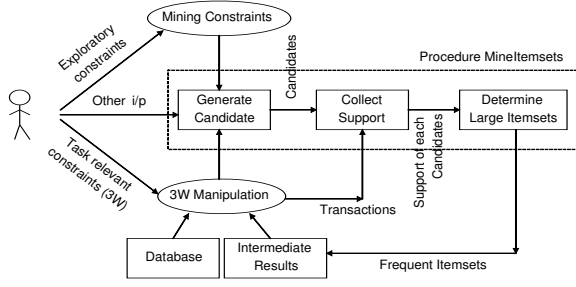 Mining Constraints
Exploratory
constraints
Candidates
Procedure MineItemsets
Other i/p
Generate
Candidate
Collect
Support
Determine
Large Itemsets
Task relevant
constraints (3W)
Support of each
Candidates
3W Manipulation
Transactions
Database
Intermediate
Results
Frequent Itemsets